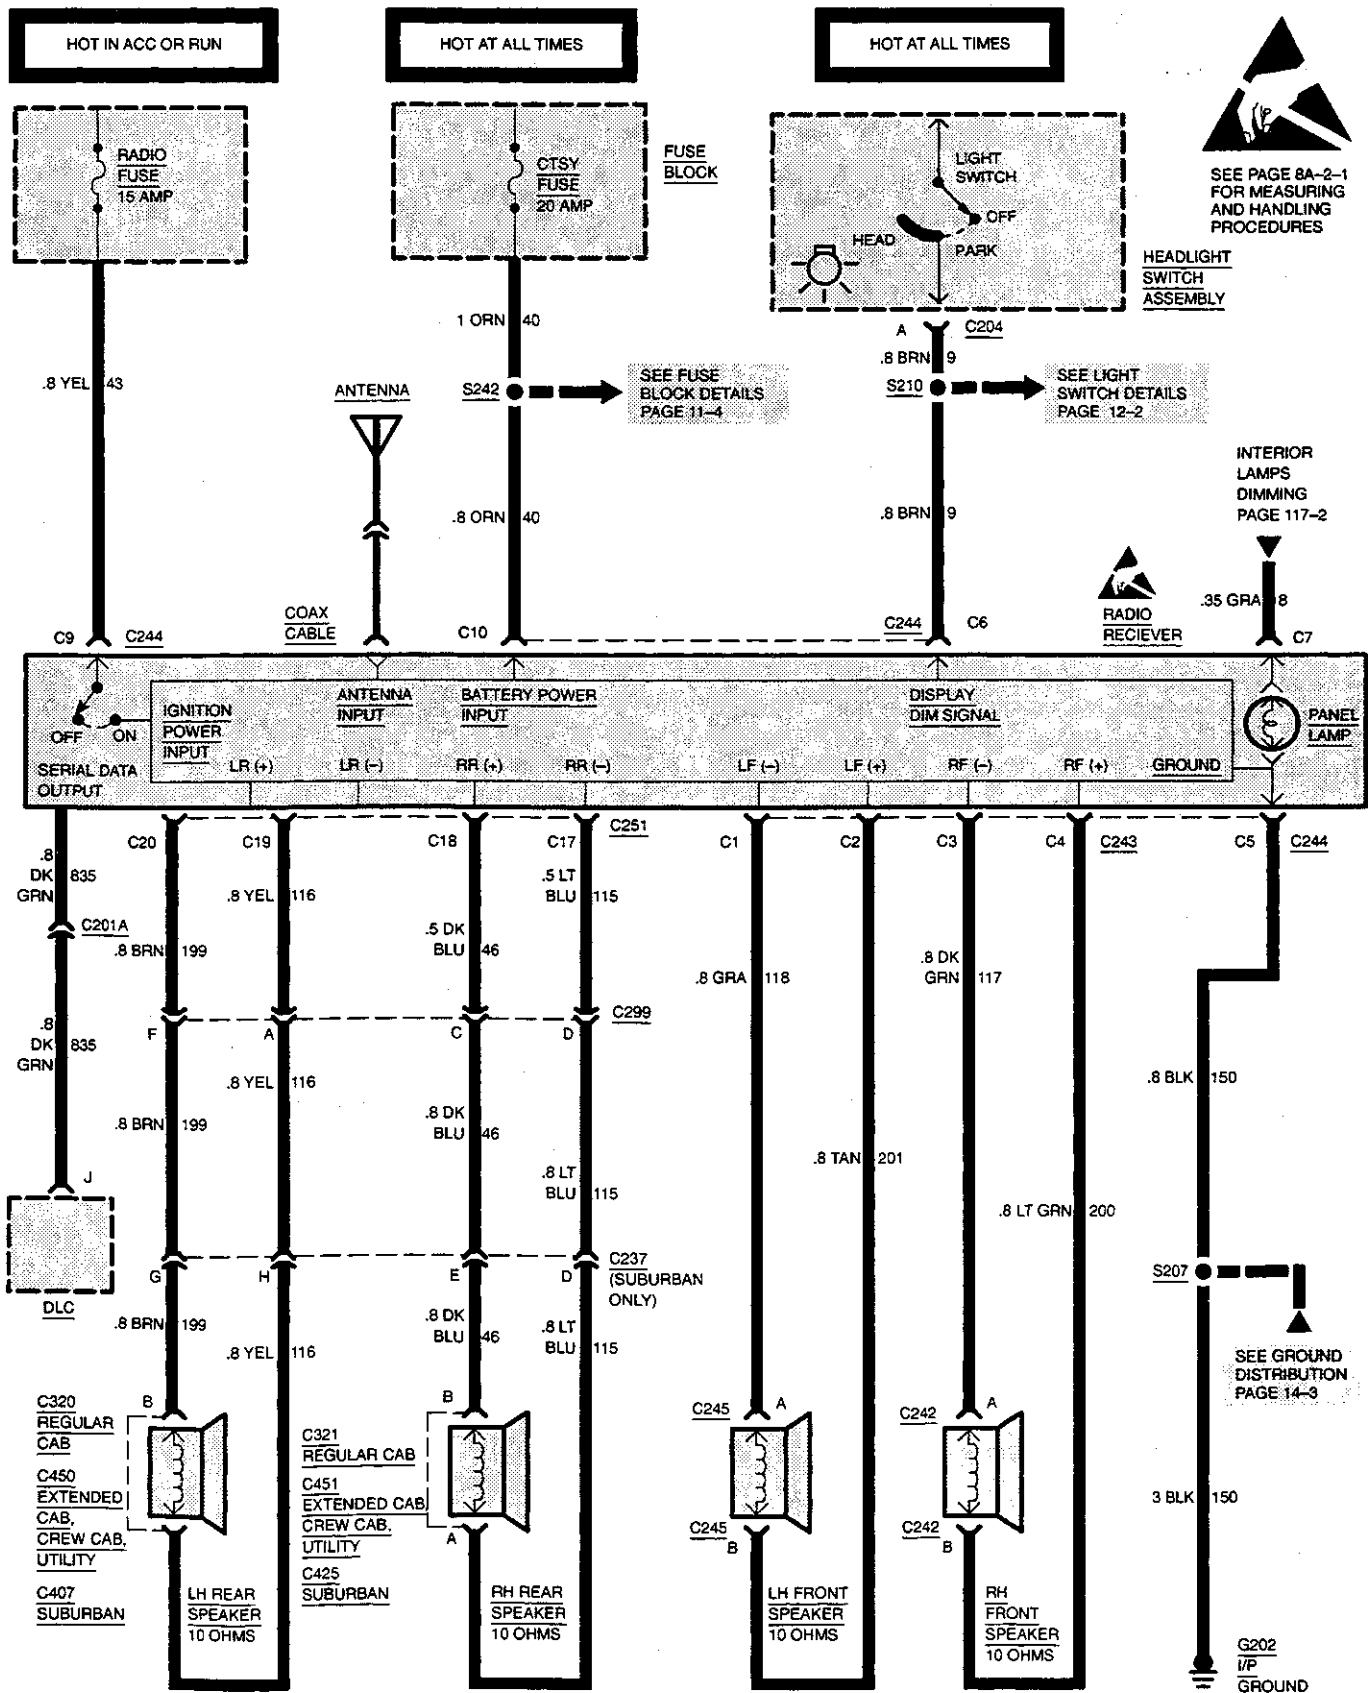 HOT IN ACC OR RUN
HOT AT ALL TIMES
HOT AT ALL TIMES
RADIO
FUSE
15 AMP
CTSY
FUSE
20 AMP
FUSE
BLOCK
LIGHT
SWITCH
OFF
HEAD
PARK
SEE PAGE 8A-2-1
FOR MEASURING
AND HANDLING
PROCEDURES
HEADLIGHT
SWITCH
ASSEMBLY
1 ORN 40
A C204
.8 BRN 9
.8 YEL 43
ANTENNA
S242
SEE FUSE
BLOCK DETAILS
PAGE 11-4
S210
SEE LIGHT
SWITCH DETAILS
PAGE 12-2
INTERIOR
LAMPS
DIMMING
PAGE 117-2
.8 ORN 40
.8 BRN 9
.35 GRA 8
COAX
CABLE
RADIO
RECIEVER
C9 C244
C10
C244 C6
C7
IGNITION
POWER
INPUT
OFF ON
ANTENNA
INPUT
BATTERY POWER
INPUT
DISPLAY
DIM SIGNAL
PANEL
LAMP
SERIAL DATA
OUTPUT
LR (+) LR (-) RR (+) RR (-) LF (-) LF (+) RF (-) RF (+) GROUND
C20 C19 C18 C17 C251 C1 C2 C3 C4 C243 C5 C244
.8
DK
GRN
835
.8 YEL 116
.5 LT
BLU 115
C201A
.8 BRN 199
.5 DK
BLU 46
.8 GRA 118
.8 DK
GRN 117
C299
F A C D
.8
DK
GRN
835
.8 YEL 116
.8 BRN 199
.8 DK
BLU 46
.8 BLK 150
.8 TAN 201
.8 LT
BLU 115
J
.8 LT GRN 200
DLC
G H E D
C237
(SUBURBAN
ONLY)
S207
.8 BRN 199
.8 YEL 116
.8 DK
BLU 46
.8 LT
BLU 115
SEE GROUND
DISTRIBUTION
PAGE 14-3
C320
REGULAR
CAB
C450
EXTENDED
CAB,
CREW CAB,
UTILITY
C407
SUBURBAN
B
LH REAR
SPEAKER
10 OHMS
C321
REGULAR CAB
C451
EXTENDED CAB
CREW CAB,
UTILITY
C425
SUBURBAN
B
A
RH REAR
SPEAKER
10 OHMS
C245 A
C245
B
LH FRONT
SPEAKER
10 OHMS
C242 A
C242
B
RH
FRONT
SPEAKER
10 OHMS
3 BLK 150
G202
I/P
GROUND